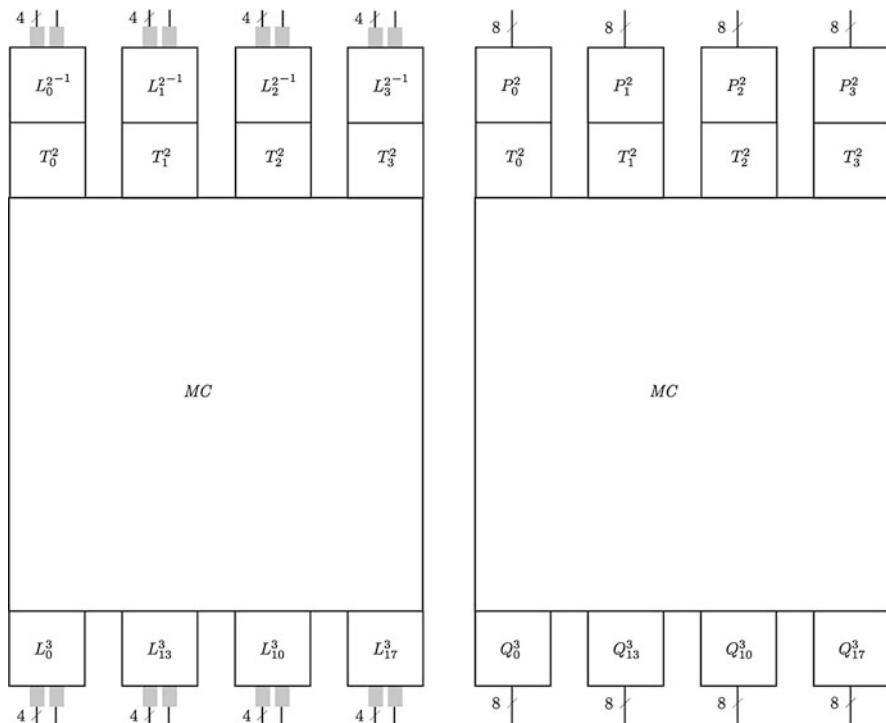 4 4 4 4 8 8 8 8
L_0^{2^{-1}} L_1^{2^{-1}} L_2^{2^{-1}} L_3^{2^{-1}} P_0^2 P_1^2 P_2^2 P_3^2
T_0^2 T_1^2 T_2^2 T_3^2 T_0^2 T_1^2 T_2^2 T_3^2
MC MC
L_0^3 L_{13}^3 L_{10}^3 L_{17}^3 Q_0^3 Q_{13}^3 Q_{10}^3 Q_{17}^3
4 4 4 4 8 8 8 8